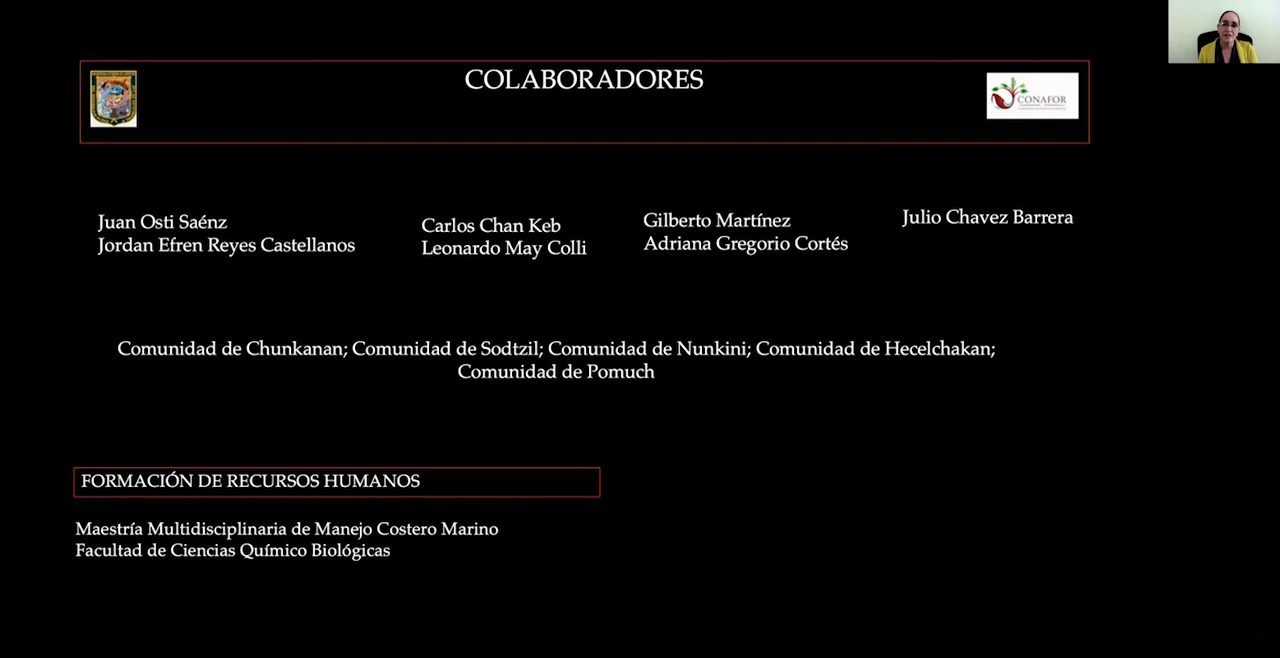 COLABORADORES
CONAFOR
Juan Osti Saénz
Jordan Efren Reyes Castellanos
Carlos Chan Keb
Leonardo May Colli
Gilberto Martínez
Adriana Gregorio Cortés
Julio Chavez Barrera
Comunidad de Chunkanan; Comunidad de Sodtzil; Comunidad de Nunkini; Comunidad de Hecelchakan;
Comunidad de Pomuch
FORMACIÓN DE RECURSOS HUMANOS
Maestría Multidisciplinaria de Manejo Costero Marino
Facultad de Ciencias Químico Biológicas